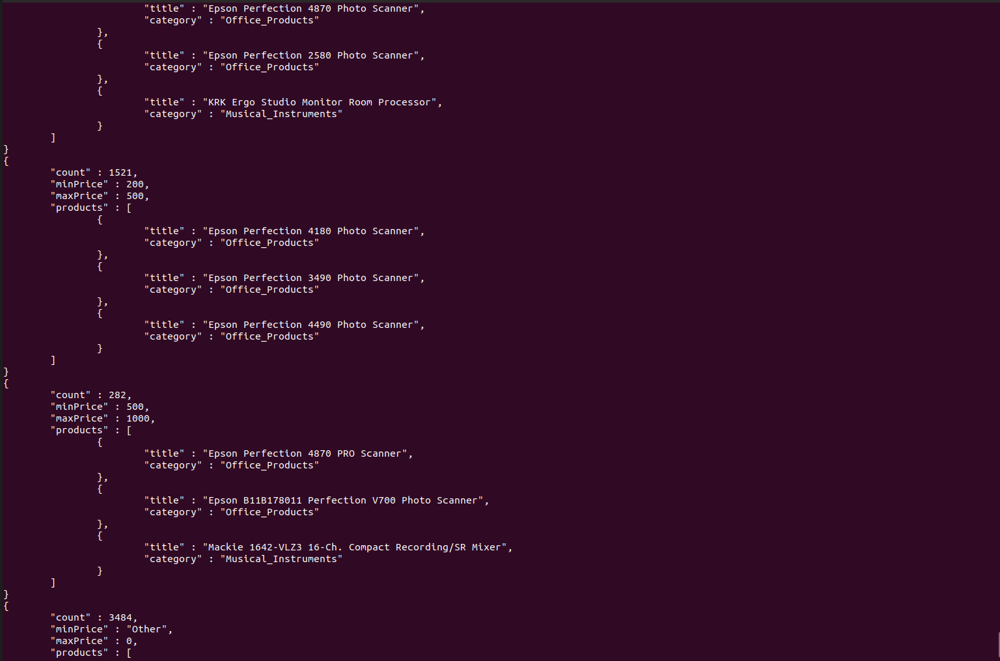 "title" : "Epson Perfection 4870 Photo Scanner",
"category" : "Office_Products"
},
{
"title" : "Epson Perfection 2580 Photo Scanner",
"category" : "Office_Products"
},
{
"title" : "KRK Ergo Studio Monitor Room Processor",
"category" : "Musical_Instruments"
}
]
}
{
"count" : 1521,
"minPrice" : 200,
"maxPrice" : 500,
"products" : [
{
"title" : "Epson Perfection 4180 Photo Scanner",
"category" : "Office_Products"
},
{
"title" : "Epson Perfection 3490 Photo Scanner",
"category" : "Office_Products"
},
{
"title" : "Epson Perfection 4490 Photo Scanner",
"category" : "Office_Products"
}
]
}
{
"count" : 282,
"minPrice" : 500,
"maxPrice" : 1000,
"products" : [
{
"title" : "Epson Perfection 4870 PRO Scanner",
"category" : "Office_Products"
},
{
"title" : "Epson B11B178011 Perfection V700 Photo Scanner",
"category" : "Office_Products"
},
{
"title" : "Mackie 1642-VLZ3 16-Ch. Compact Recording/SR Mixer",
"category" : "Musical_Instruments"
}
]
}
{
"count" : 3484,
"minPrice" : "Other",
"maxPrice" : 0,
"products" : [